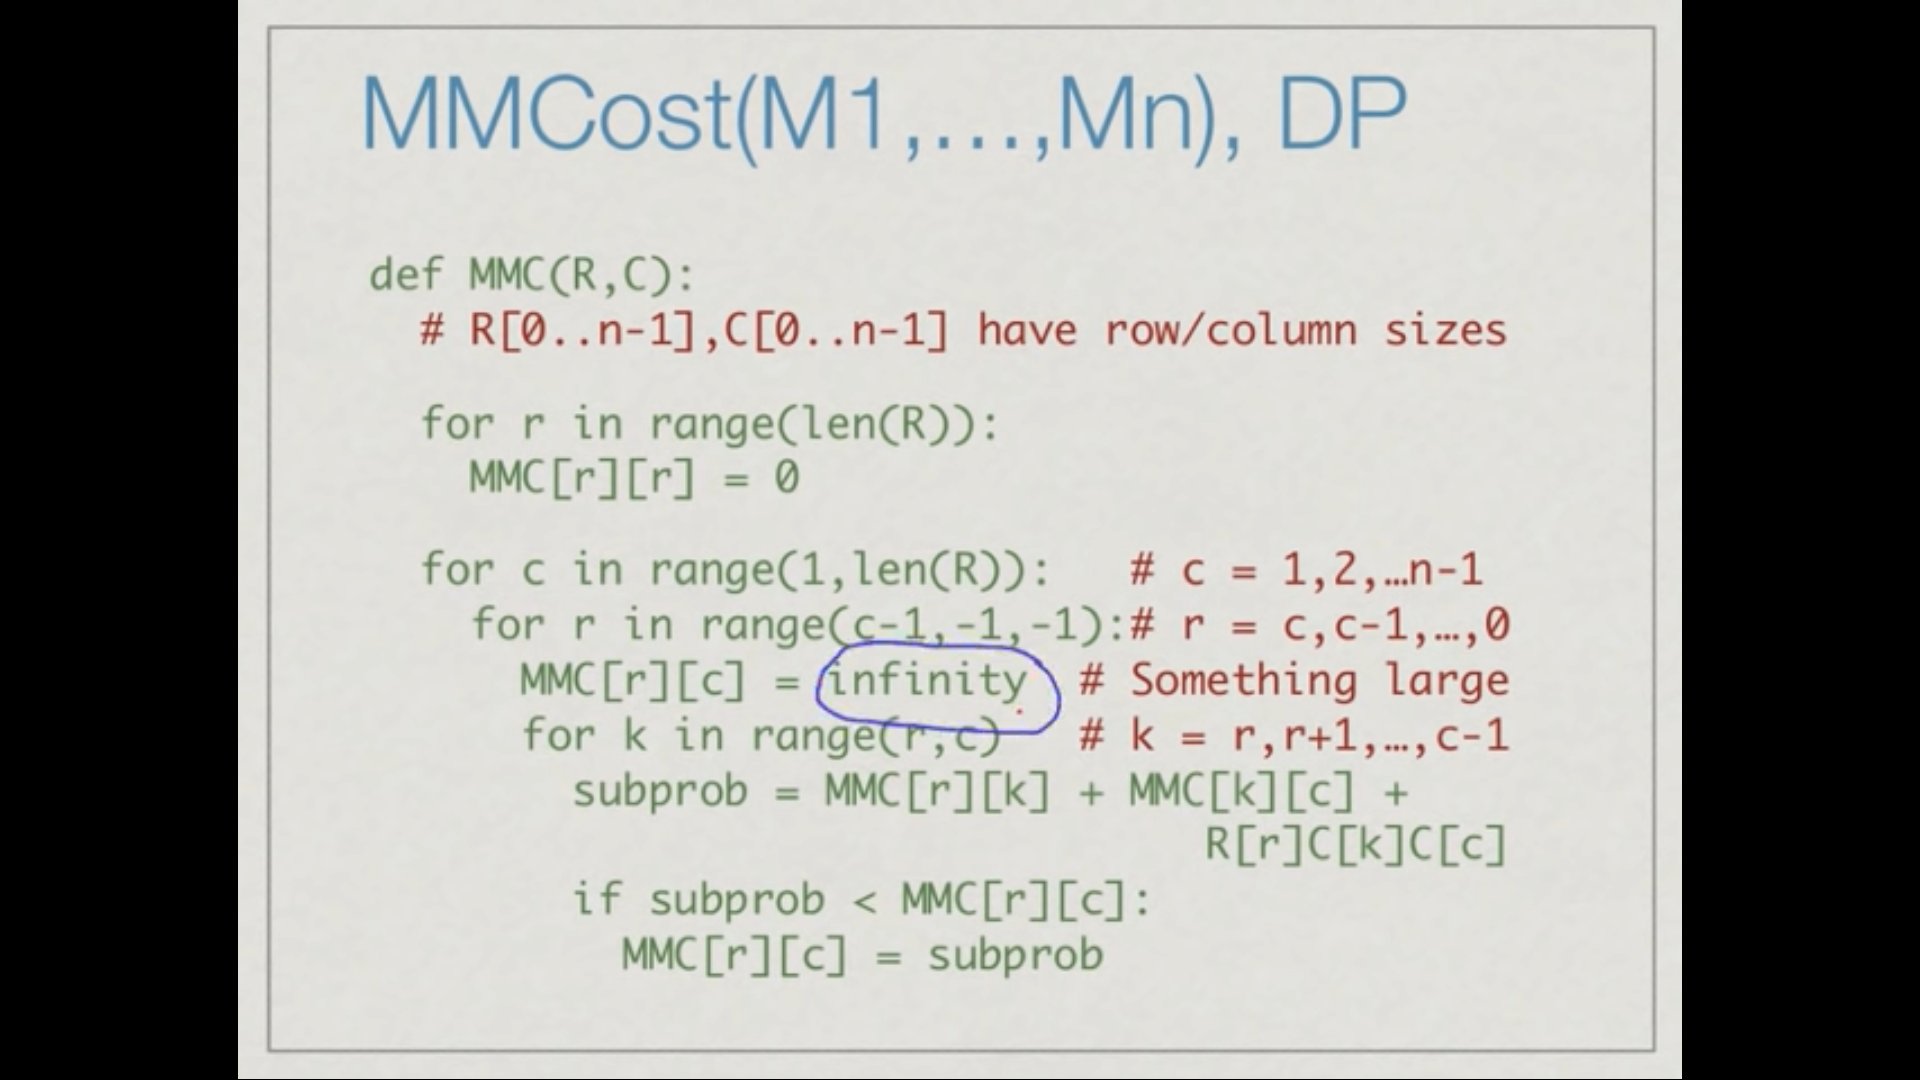 MMCost(M1,...,Mn), DP
def MMC(R,C):
# R[0..n-1],C[0..n-1] have row/column sizes
for r in range(len(R)):
MMC[r][r] = 0
for c in range(1,len(R)): # c = 1,2,…n-1
for r in range(c-1,-1,-1):# r = c,c-1,…,0
MMC[r][c] = infinity # Something large
for k in range(r,c) # k = r,r+1,…,c-1
subprob = MMC[r][k] + MMC[k][c] +
R[r]C[k]C[c]
if subprob < MMC[r][c]:
MMC[r][c] = subprob